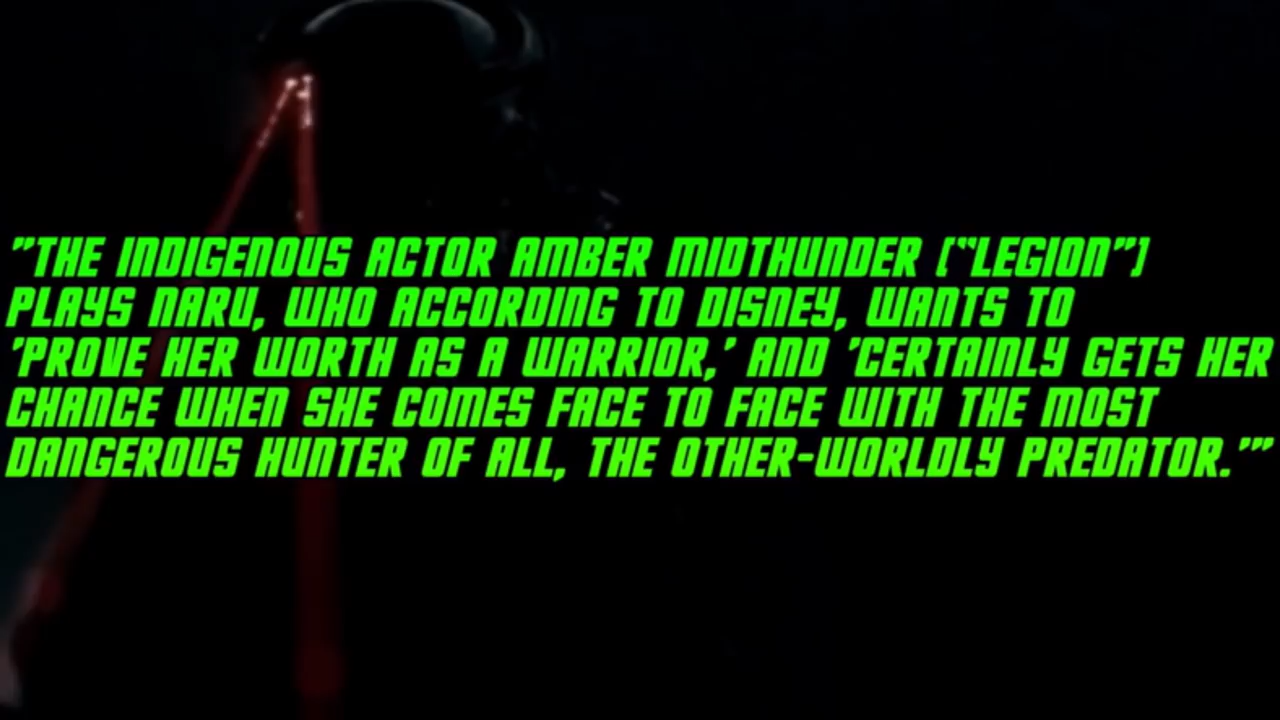 "THE INDIGENOUS ACTOR AMBER MIDTHUNDER (“LEGION”)
PLAYS NARU, WHO ACCORDING TO DISNEY, WANTS TO
'PROVE HER WORTH AS A WARRIOR,' AND 'CERTAINLY GETS HER
CHANCE WHEN SHE COMES FACE TO FACE WITH THE MOST
DANGEROUS HUNTER OF ALL, THE OTHER-WORLDLY PREDATOR.'"